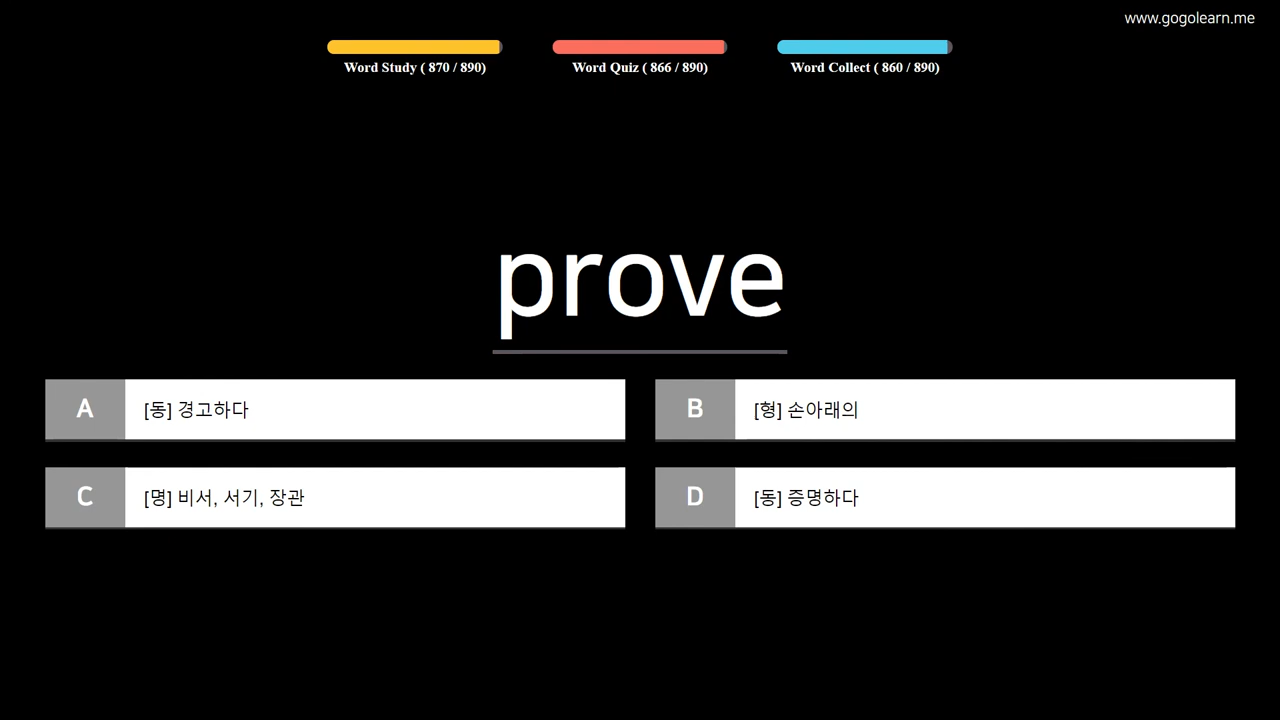 www.gogolearn.me
Word Study ( 870 / 890)
Word Quiz ( 866 / 890)
Word Collect ( 860 / 890)
prove
A [동] 경고하다
B [형] 손아래의
C [명] 비서, 서기, 장관
D [동] 증명하다